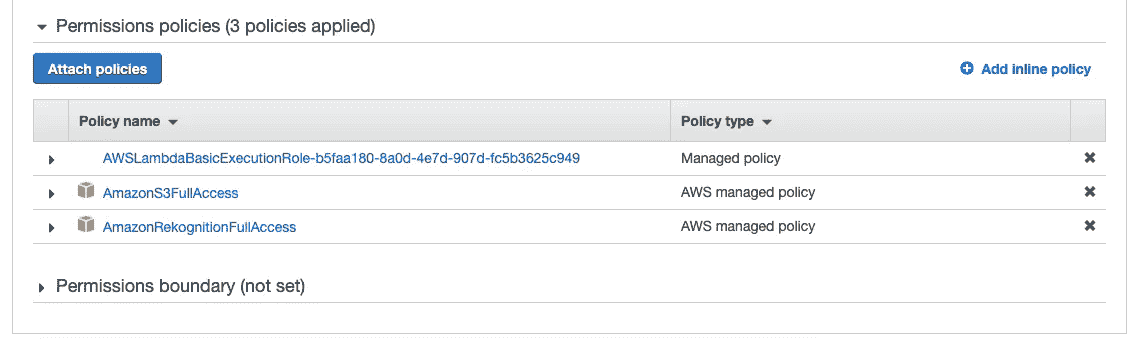 Permissions policies (3 policies applied)
Attach policies Add inline policy
Policy name Policy type
AWSLambdaBasicExecutionRole-b5faa180-8a0d-4e7d-907d-fc5b3625c949 Managed policy
AmazonS3FullAccess AWS managed policy
AmazonRekognitionFullAccess AWS managed policy
Permissions boundary (not set)